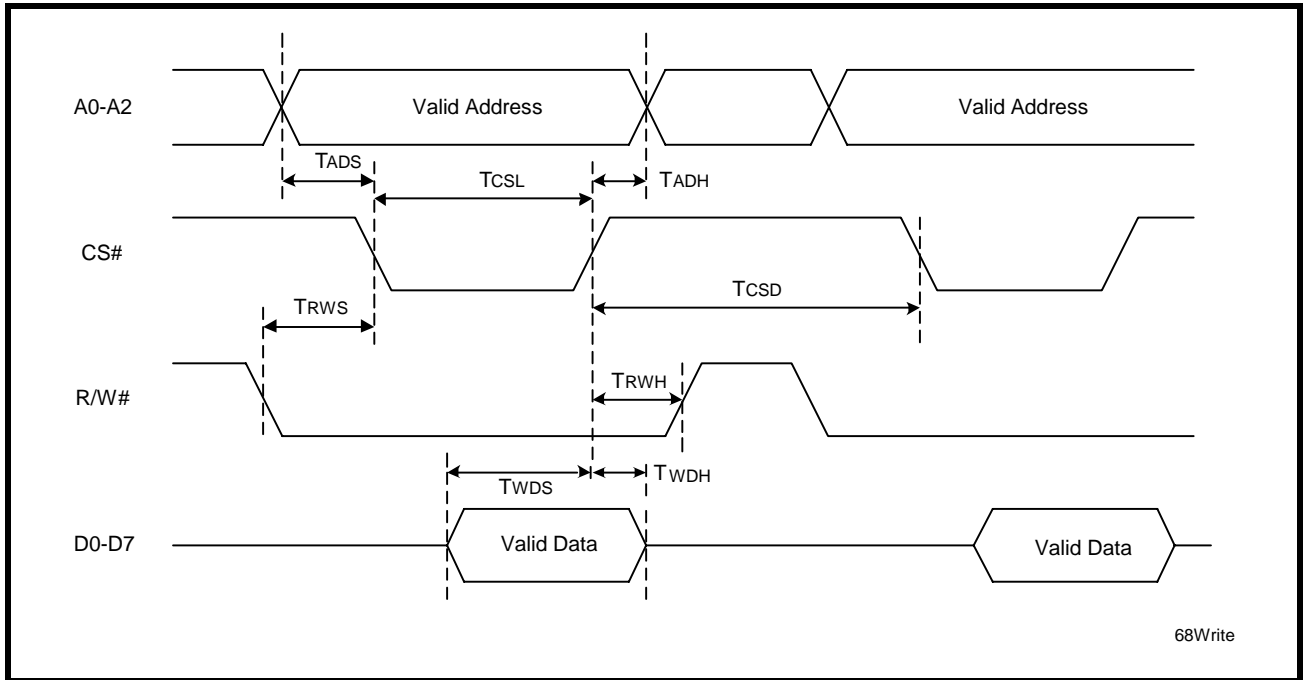 A0-A2
Valid Address
Valid Address
TADS
TCSL
TADH
CS#
TCSD
TRWS
R/W#
TRWH
TWDS
TWDH
D0-D7
Valid Data
Valid Data
68Write